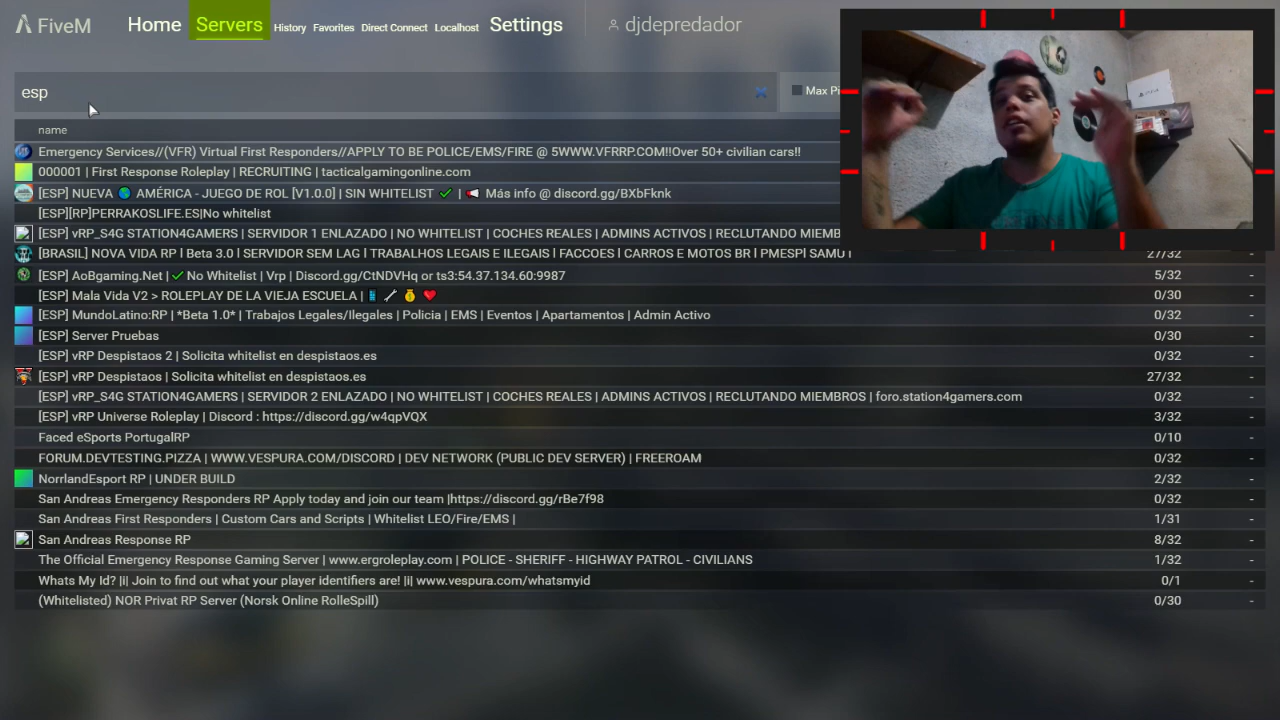 FiveM Home Servers History Favorites Direct Connect Localhost Settings djdepredador
esp Max Pi
name
Emergency Services//(VFR) Virtual First Responders//APPLY TO BE POLICE/EMS/FIRE @ 5WWW.VFRRP.COM!!Over 50+ civilian cars!!
000001 | First Response Roleplay | RECRUITING | tacticalgamingonline.com
[ESP] NUEVA 🌎 AMÉRICA - JUEGO DE ROL [V1.0.0] | SIN WHITELIST ✔ | 📢 Más info @ discord.gg/BXbFknk
[ESP][RP]PERRAKOSLIFE.ES|No whitelist
[ESP] vRP_S4G STATION4GAMERS | SERVIDOR 1 ENLAZADO | NO WHITELIST | COCHES REALES | ADMINS ACTIVOS | RECLUTANDO MIEMB
[BRASIL] NOVA VIDA RP | Beta 3.0 | SERVIDOR SEM LAG | TRABALHOS LEGAIS E ILEGAIS | FACCOES | CARROS E MOTOS BR | PMESP| SAMU | 27/32 -
[ESP] AoBgaming.Net | ✔ No Whitelist | Vrp | Discord.gg/CtNDVHq or ts3:54.37.134.60:9987 5/32 -
[ESP] Mala Vida V2 > ROLEPLAY DE LA VIEJA ESCUELA | 📱 🔧 💰 ❤ 0/30 -
[ESP] MundoLatino:RP | *Beta 1.0* | Trabajos Legales/Ilegales | Policia | EMS | Eventos | Apartamentos | Admin Activo 0/32 -
[ESP] Server Pruebas 0/30 -
[ESP] vRP Despistaos 2 | Solicita whitelist en despistaos.es 0/32 -
[ESP] vRP Despistaos | Solicita whitelist en despistaos.es 27/32 -
[ESP] vRP_S4G STATION4GAMERS | SERVIDOR 2 ENLAZADO | NO WHITELIST | COCHES REALES | ADMINS ACTIVOS | RECLUTANDO MIEMBROS | foro.station4gamers.com 0/32 -
[ESP] vRP Universe Roleplay | Discord : https://discord.gg/w4qpVQX 3/32 -
Faced eSports PortugalRP 0/10 -
FORUM.DEVTESTING.PIZZA | WWW.VESPURA.COM/DISCORD | DEV NETWORK (PUBLIC DEV SERVER) | FREEROAM 0/32 -
NorrlandEsport RP | UNDER BUILD 2/32 -
San Andreas Emergency Responders RP Apply today and join our team |https://discord.gg/rBe7f98 0/32 -
San Andreas First Responders | Custom Cars and Scripts | Whitelist LEO/Fire/EMS | 1/31 -
San Andreas Response RP 8/32 -
The Official Emergency Response Gaming Server | www.ergroleplay.com | POLICE - SHERIFF - HIGHWAY PATROL - CIVILIANS 1/32 -
Whats My Id? |i| Join to find out what your player identifiers are! |i| www.vespura.com/whatsmyid 0/1 -
(Whitelisted) NOR Privat RP Server (Norsk Online RolleSpill) 0/30 -